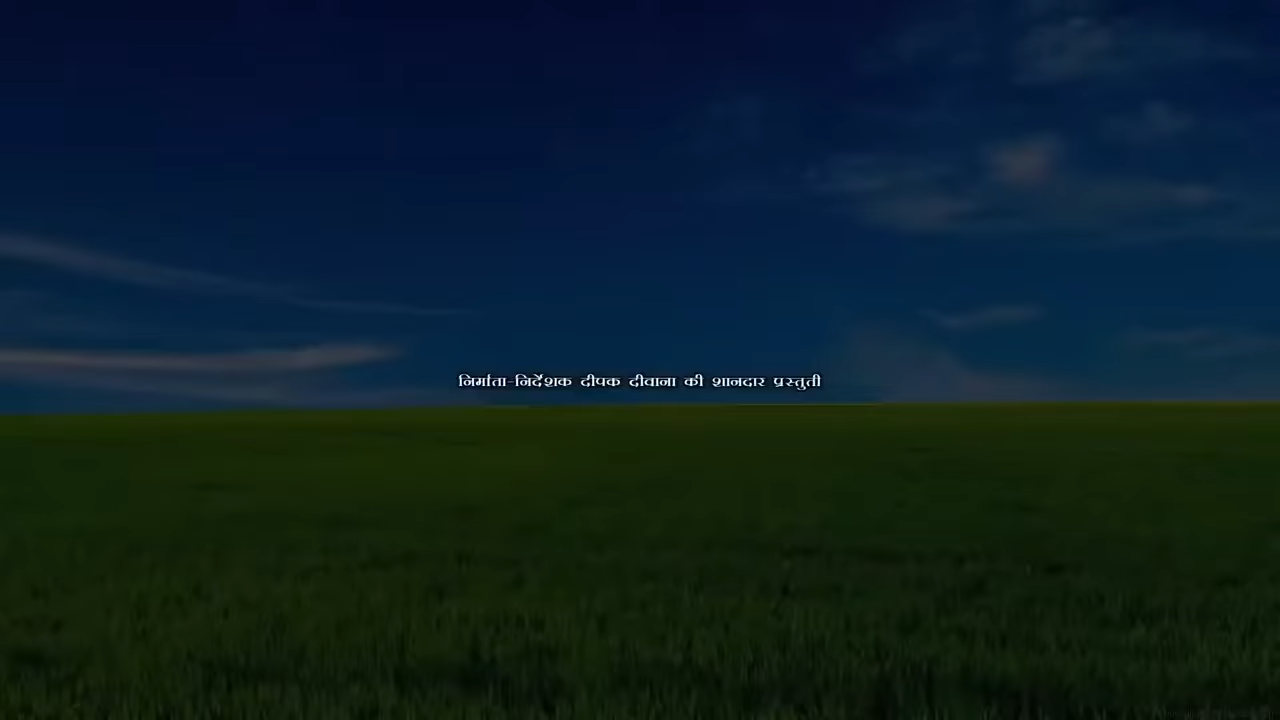 निर्माता-निर्देशक दीपक दीवाना की शानदार प्रस्तुती